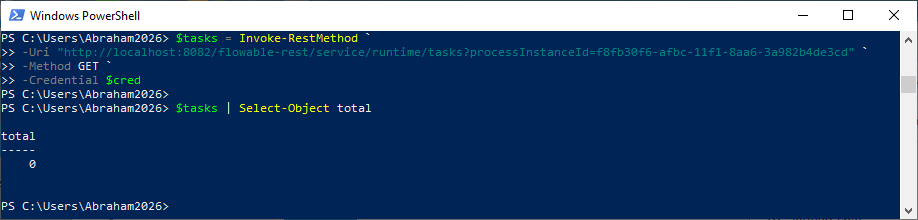 Windows PowerShell
PS C:\Users\Abraham2026> $tasks = Invoke-RestMethod `
>> -Uri "http://localhost:8082/flowable-rest/service/runtime/tasks?processInstanceId=f8fb30f6-afbc-11f1-8aa6-3a982b4de3cd" `
>> -Method GET `
>> -Credential $cred
PS C:\Users\Abraham2026>
PS C:\Users\Abraham2026> $tasks | Select-Object total
total
-----
0
PS C:\Users\Abraham2026>